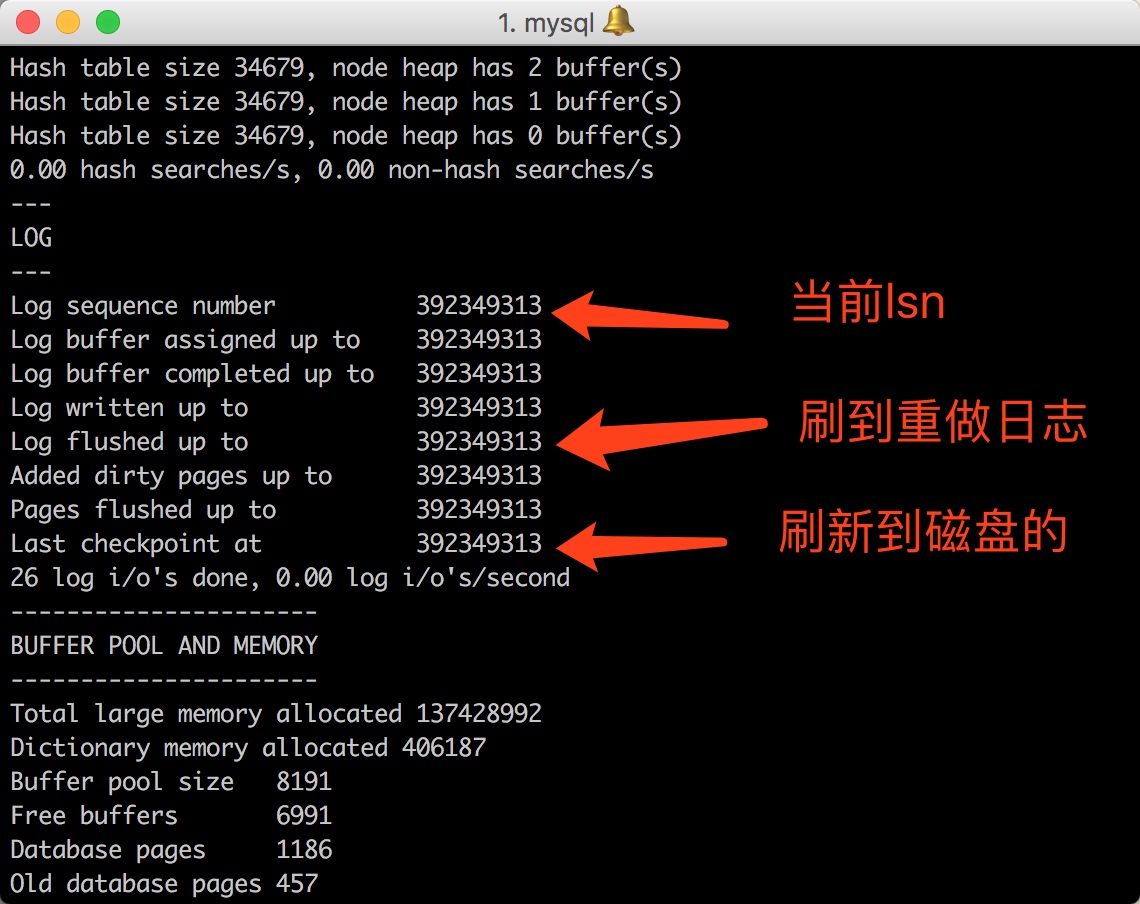 1. mysql
Hash table size 34679, node heap has 2 buffer(s)
Hash table size 34679, node heap has 1 buffer(s)
Hash table size 34679, node heap has 0 buffer(s)
0.00 hash searches/s, 0.00 non-hash searches/s
---
LOG
---
Log sequence number 392349313 当前lsn
Log buffer assigned up to 392349313
Log buffer completed up to 392349313
Log written up to 392349313
Log flushed up to 392349313 刷到重做日志
Added dirty pages up to 392349313
Pages flushed up to 392349313
Last checkpoint at 392349313 刷新到磁盘的
26 log i/o's done, 0.00 log i/o's/second
----------------------
BUFFER POOL AND MEMORY
----------------------
Total large memory allocated 137428992
Dictionary memory allocated 406187
Buffer pool size 8191
Free buffers 6991
Database pages 1186
Old database pages 457